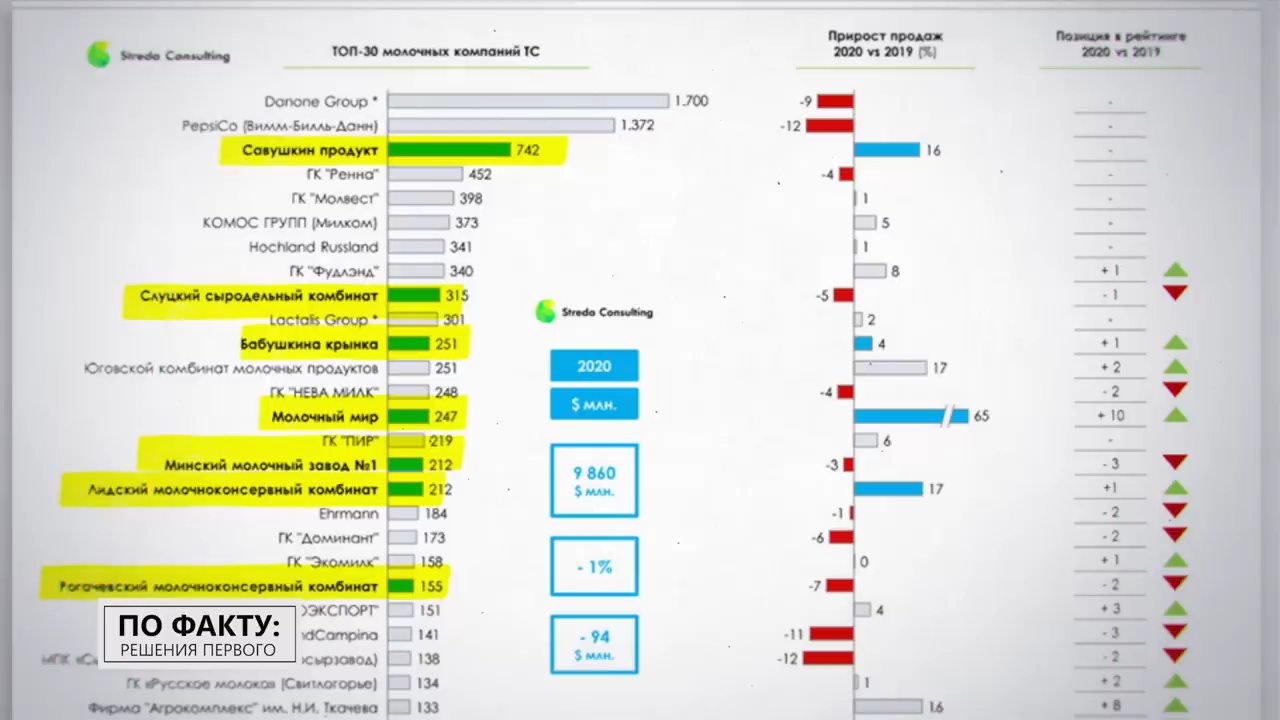 Streda Consulting
ТОП-30 молочных компаний ТС
Прирост продаж
2020 vs 2019 (%)
Позиция в рейтинге
2020 vs 2019
Danone Group * 1.700 -9 -
PepsiCo (Вимм-Билль-Данн) 1.372 -12 -
Савушкин продукт 742 16 -
ГК "Ренна" 452 -4 -
ГК "Молвест" 398 1 -
КОМОС ГРУПП (Милком) 373 5 -
Hochland Russland 341 1 -
ГК "Фудлэнд" 340 8 + 1
Слуцкий сыродельный комбинат 315 -5 - 1
Lactalis Group * 301 2 -
Бабушкина крынка 251 4 + 1
Юговской комбинат молочных продуктов 251 17 + 2
ГК "НЕВА МИЛК" 248 -4 - 2
Молочный мир 247 65 + 10
ГК "ПИР" 219 6 -
Минский молочный завод №1 212 -3 - 3
Лидский молочноконсервный комбинат 212 17 +1
Ehrmann 184 -1 - 2
ГК "Доминант" 173 -6 - 2
ГК "Экомилк" 158 0 + 1
Рогачевский молочноконсервный комбинат 155 -7 - 2
ОЭКСПОРТ" 151 4 + 3
ndCampina 141 -11 - 3
сырзавод) 138 -12 - 2
ГК «Русское молоко» (Свитлогорье) 134 1 + 2
Фирма "Агрокомплекс" им. Н.И. Ткачева 133 16 + 8
Streda Consulting
2020
$ млн.
9 860
$ млн.
- 1%
- 94
$ млн.
ПО ФАКТУ:
РЕШЕНИЯ ПЕРВОГО